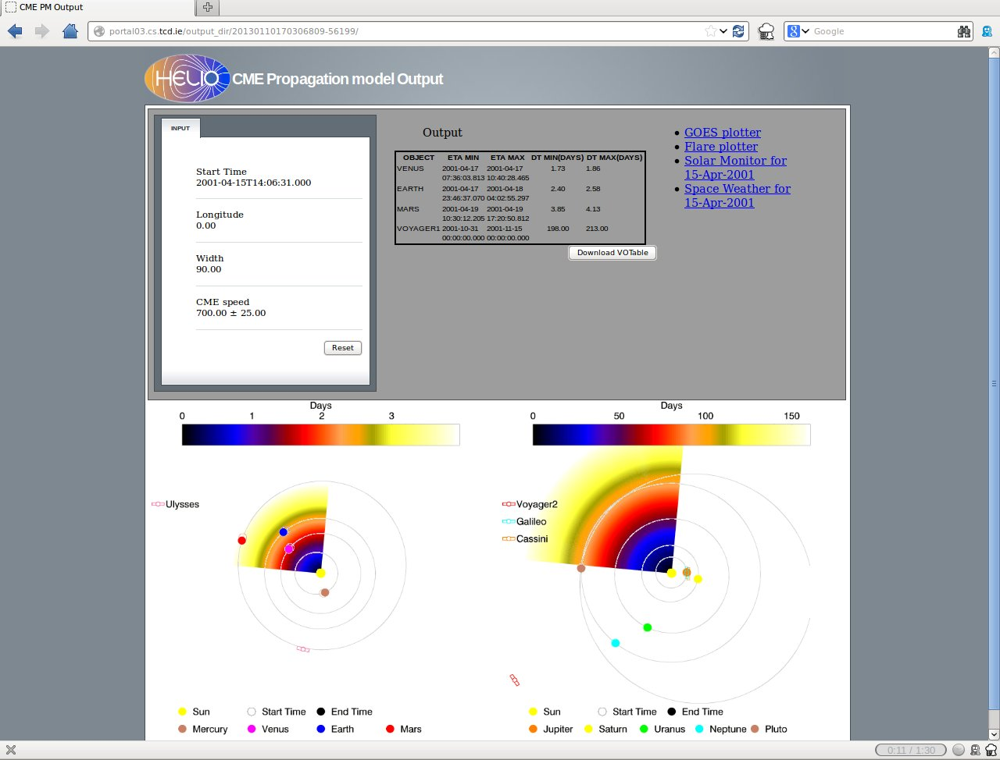 CME PM Output
portal03.cs.tcd.ie/output_dir/20130110170306809-56199/
Google
HELIO CME Propagation model Output
INPUT
Start Time
2001-04-15T14:06:31.000
Longitude
0.00
Width
90.00
CME speed
700.00 ± 25.00
Reset
Output
OBJECT ETA MIN ETA MAX DT MIN(DAYS) DT MAX(DAYS)
VENUS 2001-04-17 2001-04-17 1.73 1.86
07:36:03.813 10:40:28.465
EARTH 2001-04-17 2001-04-18 2.40 2.58
23:46:37.070 04:02:55.297
MARS 2001-04-19 2001-04-19 3.85 4.13
10:30:12.205 17:20:50.812
VOYAGER1 2001-10-31 2001-11-15 198.00 213.00
00:00:00.000 00:00:00.000
Download VOTable
GOES plotter
Flare plotter
Solar Monitor for
15-Apr-2001
Space Weather for
15-Apr-2001
Days
0 1 2 3
Ulysses
Sun Start Time End Time
Mercury Venus Earth Mars
Days
0 50 100 150
Voyager2
Galileo
Cassini
Sun Start Time End Time
Jupiter Saturn Uranus Neptune Pluto
0:11 / 1:30